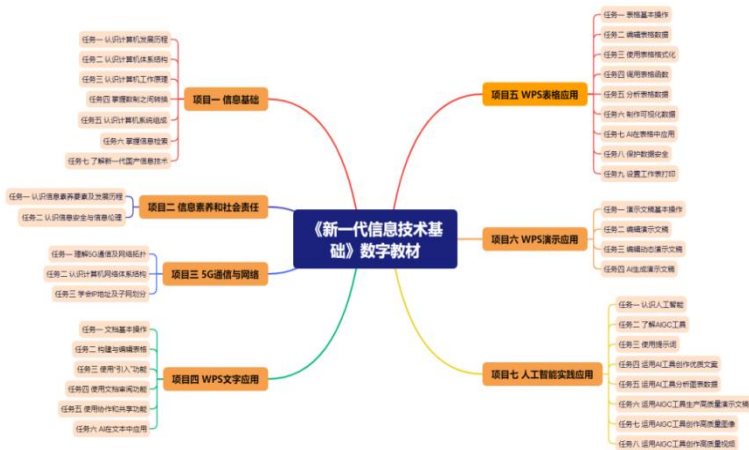 《新一代信息技术基
础》数字教材
项目一 信息基础
任务一 认识计算机发展历程
任务二 认识计算机体系结构
任务三 认识计算机工作原理
任务四 掌握数制之间转换
任务五 认识计算机系统组成
任务六 掌握信息检索
任务七 了解新一代国产信息技术
项目二 信息素养和社会责任
任务一 认识信息素养要素及发展历程
任务二 认识信息安全与信息伦理
项目三 5G通信与网络
任务一 理解5G通信及网络拓扑
任务二 认识计算机网络体系结构
任务三 学会IP地址及子网划分
项目四 WPS文字应用
任务一 文档基本操作
任务二 构建与编辑表格
任务三 使用"引入"功能
任务四 使用文档审阅功能
任务五 使用协作和共享功能
任务六 AI在文本中应用
项目五 WPS表格应用
任务一 表格基本操作
任务二 编辑表格数据
任务三 使用表格格式化
任务四 调用表格函数
任务五 分析表格数据
任务六 制作可视化数据
任务七 AI在表格中应用
任务八 保护数据安全
任务九 设置工作表打印
项目六 WPS演示应用
任务一 演示文稿基本操作
任务二 编辑演示文稿
任务三 编辑动态演示文稿
任务四 AI生成演示文稿
项目七 人工智能实践应用
任务一 认识人工智能
任务二 了解AIGC工具
任务三 使用提示词
任务四 运用AI工具创作优质文案
任务五 运用AI工具分析图表数据
任务六 运用AIGC工具生产高质量演示文稿
任务七 运用AIGC工具创作高质量图像
任务八 运用AIGC工具创作高质量视频